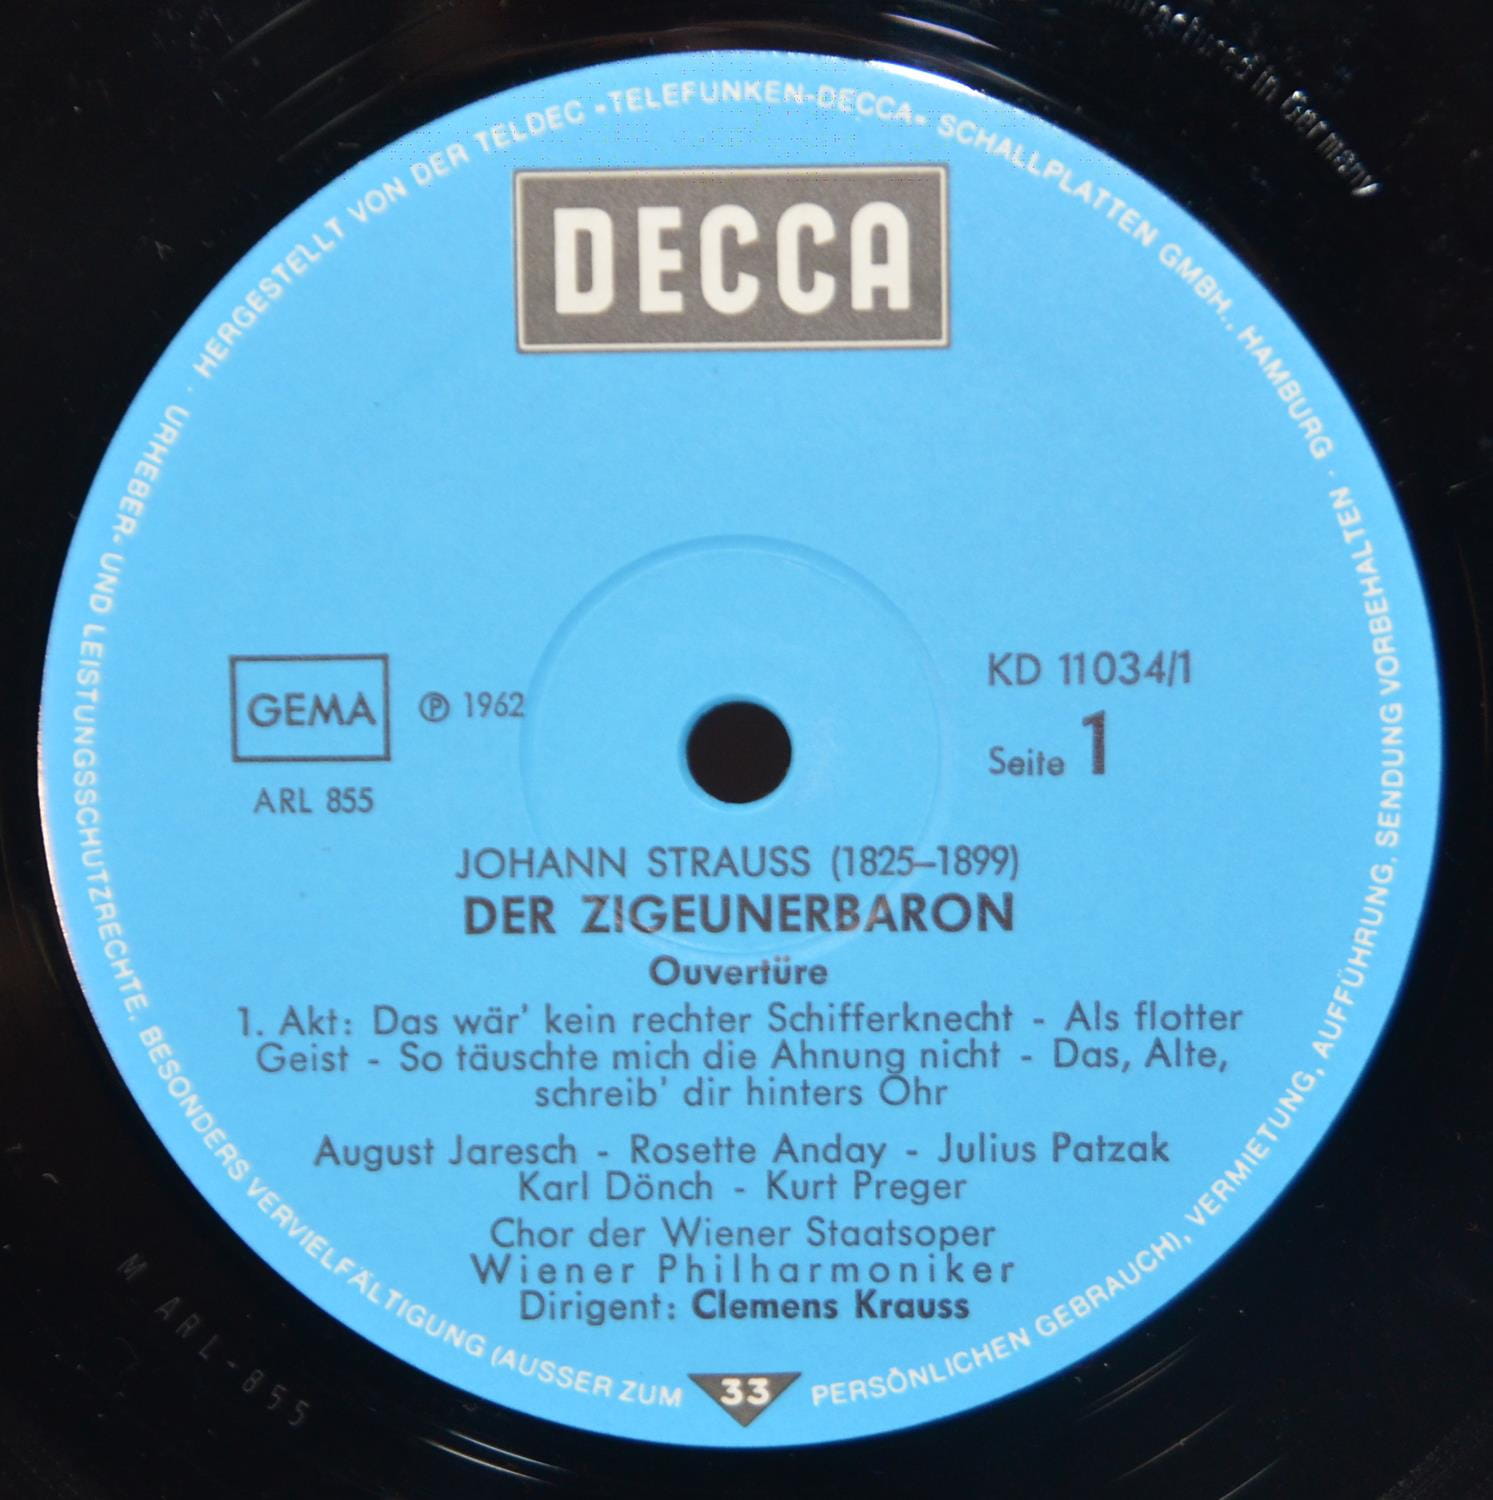 HERGESTELLT VON DER TELDEC »TELEFUNKEN-DECCA« SCHALLPLATTEN GMBH., HAMBURG ·
DECCA
GEMA
℗ 1962
ARL 855
KD 11034/1
Seite 1
JOHANN STRAUSS (1825–1899)
DER ZIGEUNERBARON
Ouvertüre
1. Akt: Das wär' kein rechter Schifferknecht - Als flotter
Geist - So täuschte mich die Ahnung nicht - Das, Alte,
schreib' dir hinters Ohr
August Jaresch - Rosette Anday - Julius Patzak
Karl Dönch - Kurt Preger
Chor der Wiener Staatsoper
Wiener Philharmoniker
Dirigent: Clemens Krauss
33
URHEBER- UND LEISTUNGSSCHUTZRECHTE, BESONDERS VERVIELFÄLTIGUNG (AUSSER ZUM PERSÖNLICHEN GEBRAUCH), VERMIETUNG, AUFFÜHRUNG, SENDUNG VORBEHALTEN ·
M ARL-855
in Germany